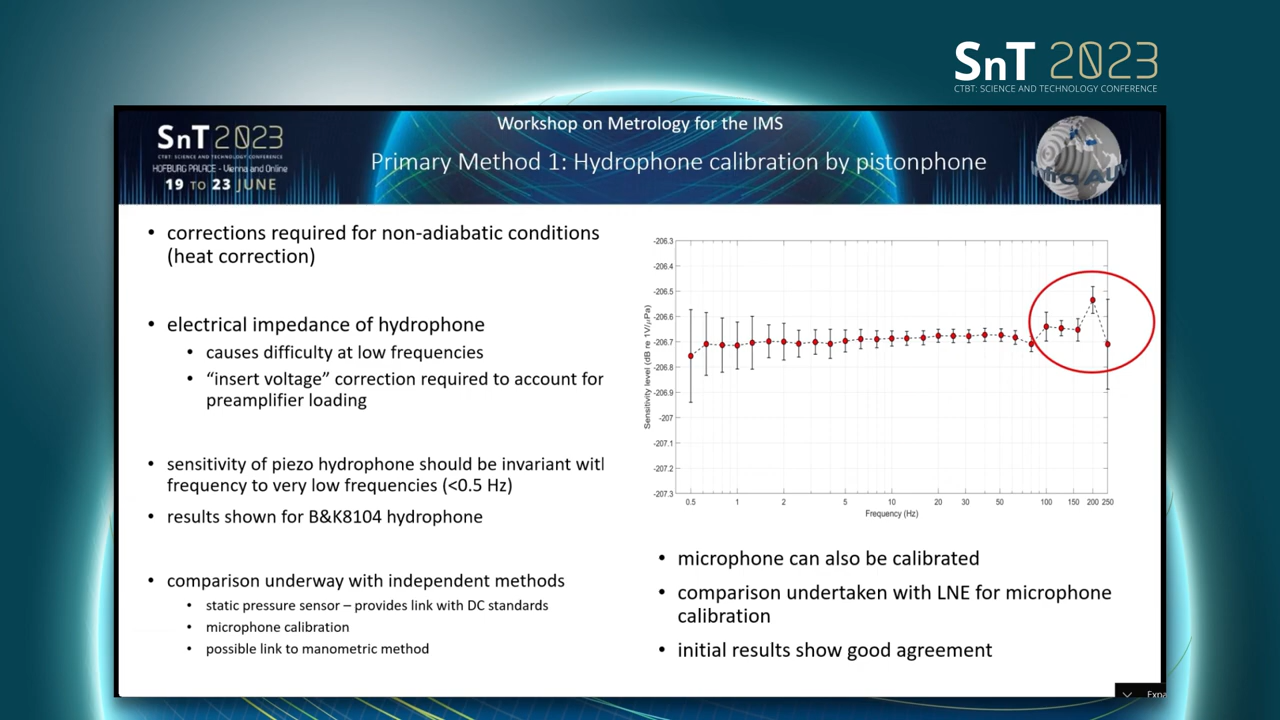 SnT 2023
CTBT: SCIENCE AND TECHNOLOGY CONFERENCE
SnT 2023
CTBT: SCIENCE AND TECHNOLOGY CONFERENCE
HOFBURG PALACE - Vienna and Online
19 TO 23 JUNE
Workshop on Metrology for the IMS
Primary Method 1: Hydrophone calibration by pistonphone
Infra AUV
• corrections required for non-adiabatic conditions
(heat correction)
• electrical impedance of hydrophone
• causes difficulty at low frequencies
• “insert voltage” correction required to account for
preamplifier loading
• sensitivity of piezo hydrophone should be invariant with
frequency to very low frequencies (<0.5 Hz)
• results shown for B&K8104 hydrophone
• comparison underway with independent methods
• static pressure sensor – provides link with DC standards
• microphone calibration
• possible link to manometric method
Sensitivity level (dB re 1V/μPa)
-206.3
-206.4
-206.5
-206.6
-206.7
-206.8
-206.9
-207
-207.1
-207.2
-207.3
0.5 1 2 5 10 20 30 50 100 150 200 250
Frequency (Hz)
• microphone can also be calibrated
• comparison undertaken with LNE for microphone
calibration
• initial results show good agreement
Expa